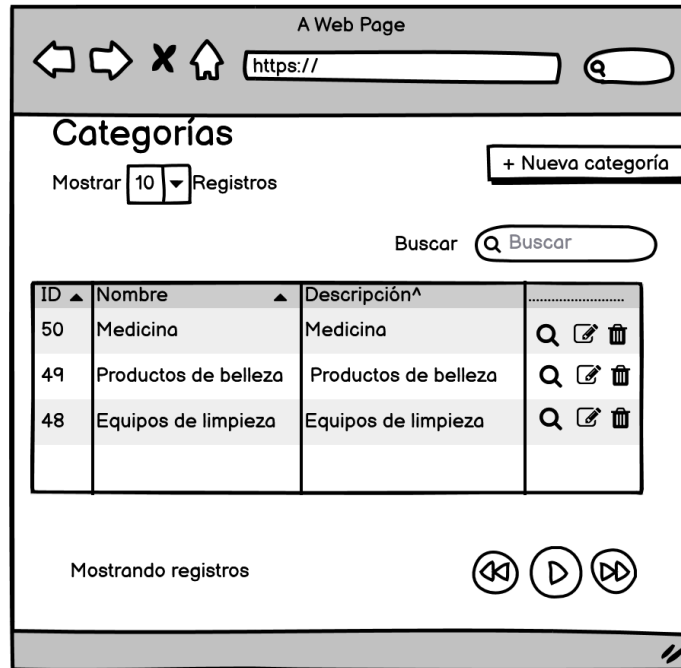 A Web Page
https://
Categorías
+ Nueva categoría
Mostrar 10 Registros
Buscar Buscar
ID Nombre Descripción^ ........................
50 Medicina Medicina
49 Productos de belleza Productos de belleza
48 Equipos de limpieza Equipos de limpieza
Mostrando registros